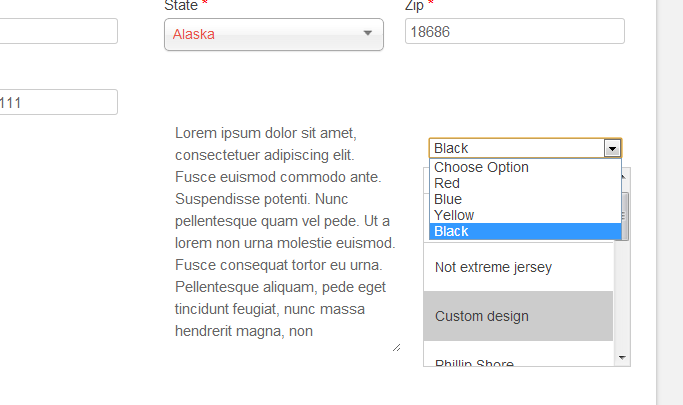 State *
Zip *
Alaska
18686
111
Lorem ipsum dolor sit amet,
consectetuer adipiscing elit.
Fusce euismod commodo ante.
Suspendisse potenti. Nunc
pellentesque quam vel pede. Ut a
lorem non urna molestie euismod.
Fusce consequat tortor eu urna.
Pellentesque aliquam, pede eget
tincidunt feugiat, nunc massa
hendrerit magna, non
Black
Choose Option
Red
Blue
Yellow
Black
Not extreme jersey
Custom design
Phillip Shore